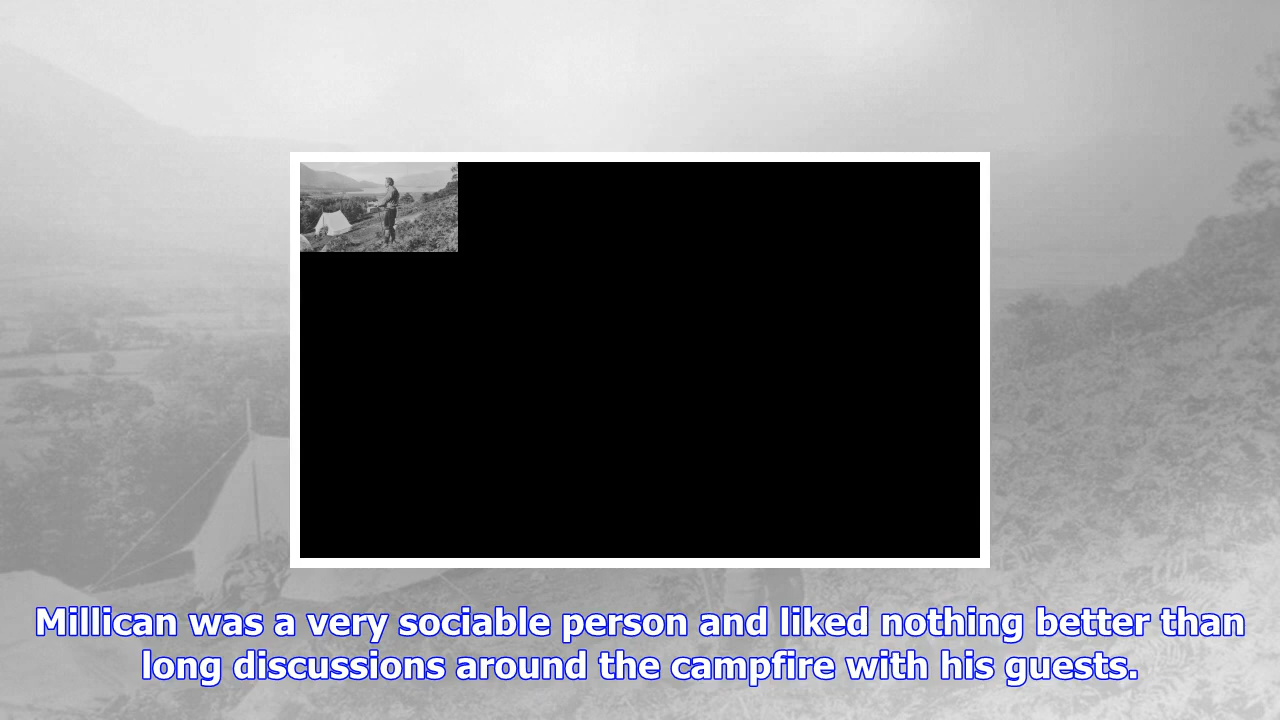 Millican was a very sociable person and liked nothing better than
long discussions around the campfire with his guests.